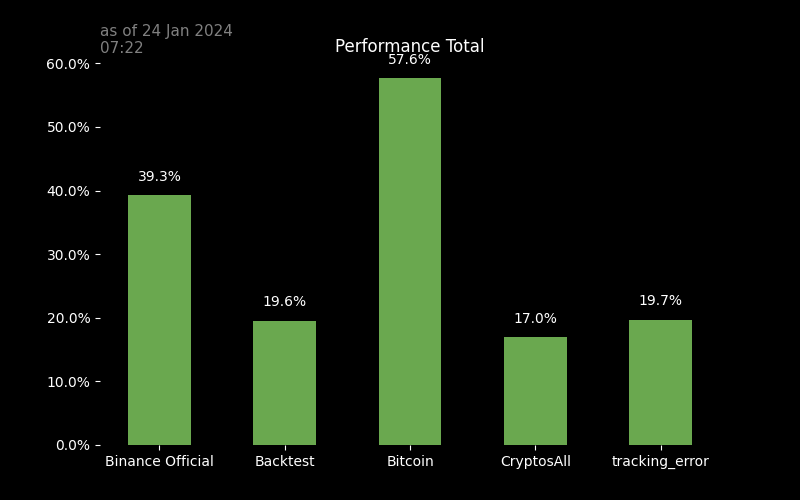 as of 24 Jan 2024
07:22
Performance Total
60.0%
50.0%
40.0%
30.0%
20.0%
10.0%
0.0%
39.3%
19.6%
57.6%
17.0%
19.7%
Binance Official
Backtest
Bitcoin
CryptosAll
tracking_error